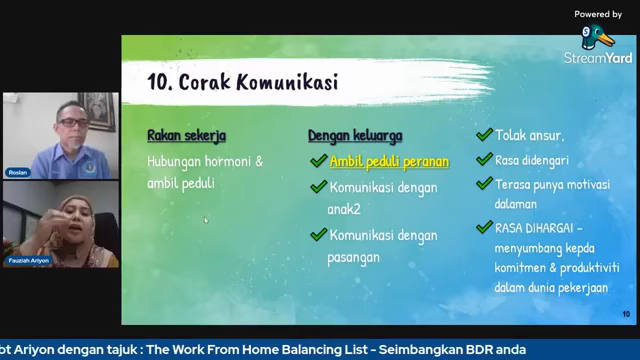 Powered by
StreamYard
10. Corak Komunikasi
Rakan sekerja
Hubungan hormoni &
ambil peduli
Dengan keluarga
Ambil peduli peranan
Komunikasi dengan
anak2
Komunikasi dengan
pasangan
Tolak ansur,
Rasa didengari
Terasa punya motivasi
dalaman
RASA DIHARGAI –
menyumbang kepda
komitmen & produktiviti
dalam dunia pekerjaan
10
Roslan
Fauziah Ariyon
bt Ariyon dengan tajuk : The Work From Home Balancing List - Seimbangkan BDR anda